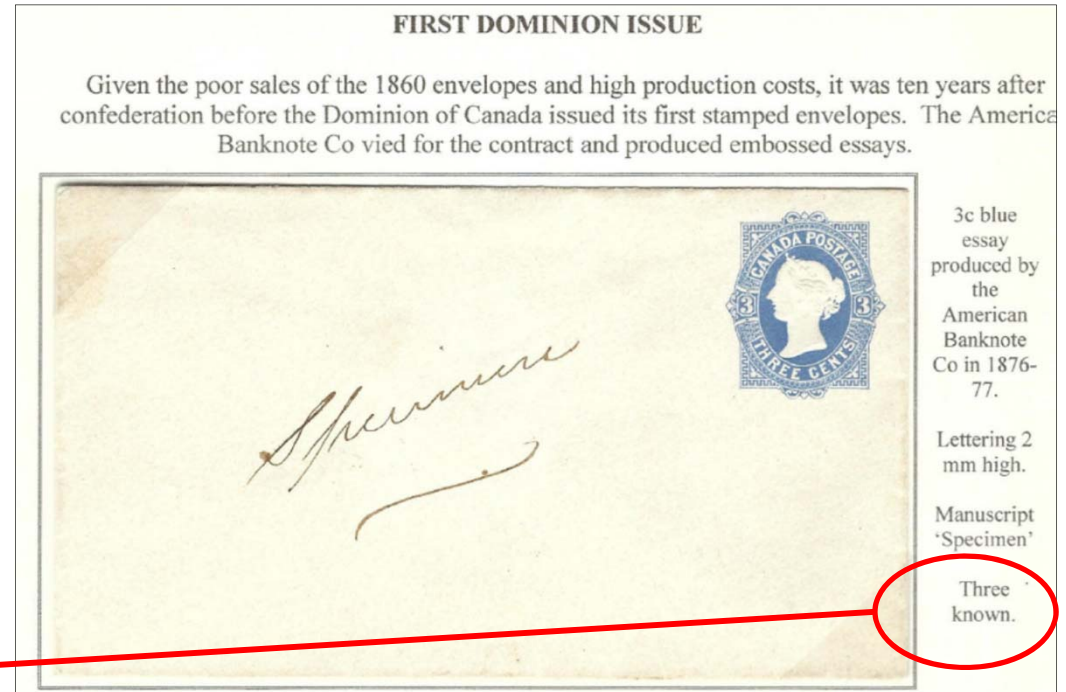 FIRST DOMINION ISSUE
Given the poor sales of the 1860 envelopes and high production costs, it was ten years after
confederation before the Dominion of Canada issued its first stamped envelopes. The America
Banknote Co vied for the contract and produced embossed essays.
CANADA POSTAGE
3 3
THREE CENTS
Specimen
3c blue
essay
produced by
the
American
Banknote
Co in 1876-
77.
Lettering 2
mm high.
Manuscript
‘Specimen’
Three
known.